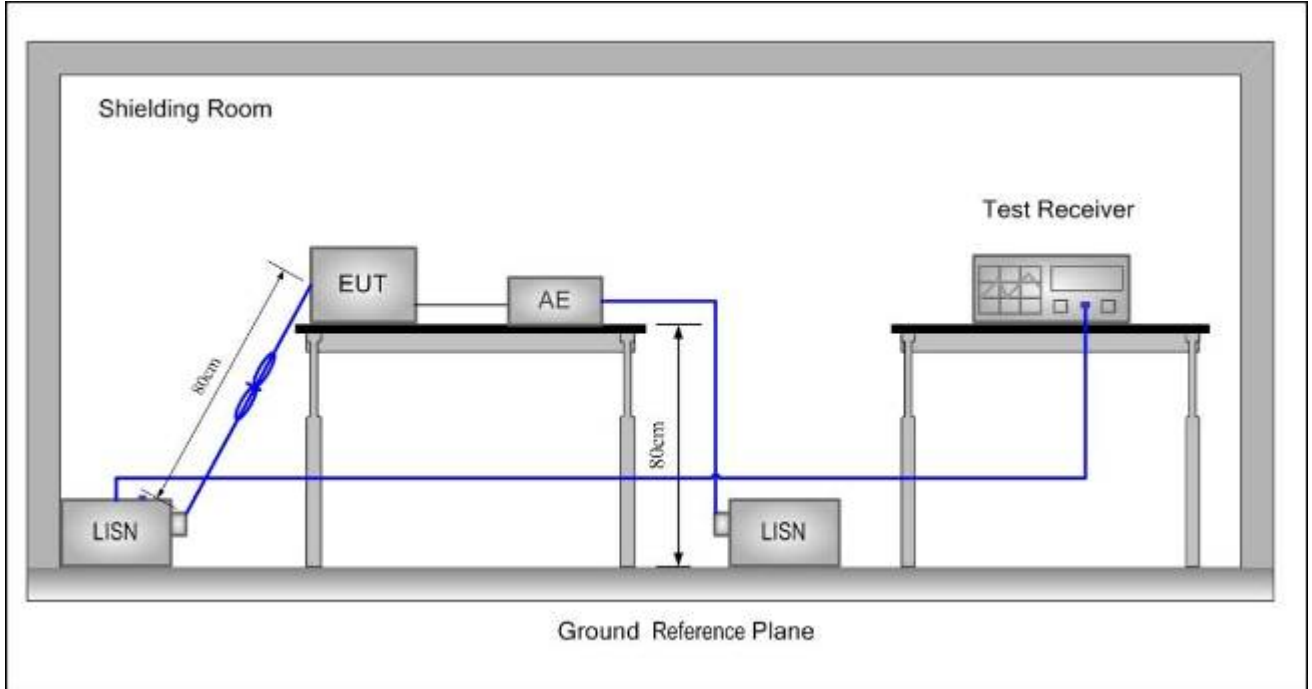 Shielding Room
Test Receiver
EUT
AE
80cm
80cm
LISN
LISN
Ground Reference Plane